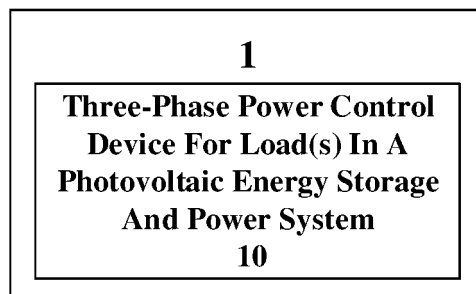 1
Three-Phase Power Control
Device For Load(s) In A
Photovoltaic Energy Storage
And Power System
10